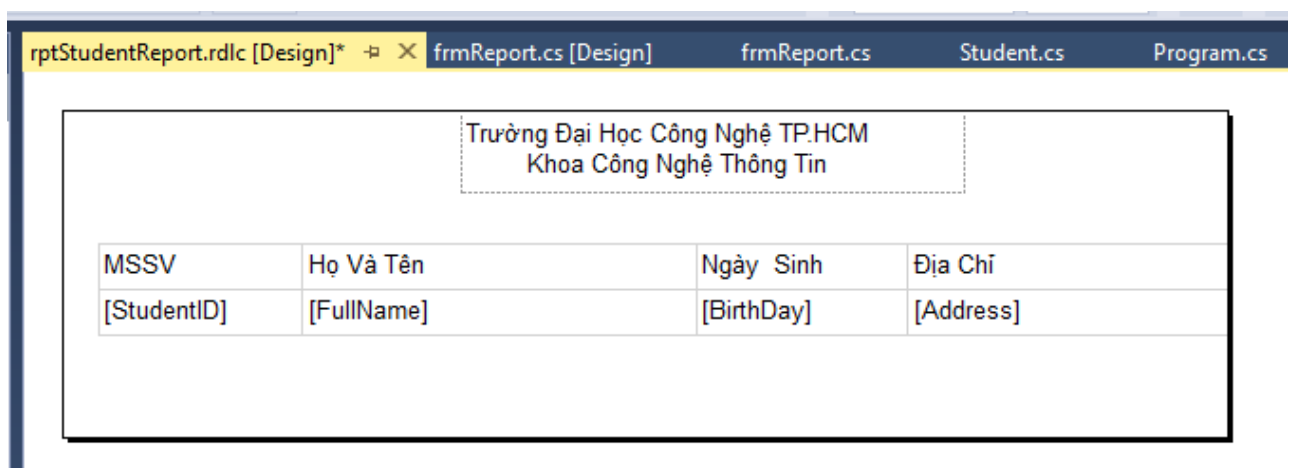 rptStudentReport.rdlc [Design]* frmReport.cs [Design] frmReport.cs Student.cs Program.cs
Trường Đại Học Công Nghệ TP.HCM
Khoa Công Nghệ Thông Tin
MSSV Họ Và Tên Ngày Sinh Địa Chỉ
[StudentID] [FullName] [BirthDay] [Address]